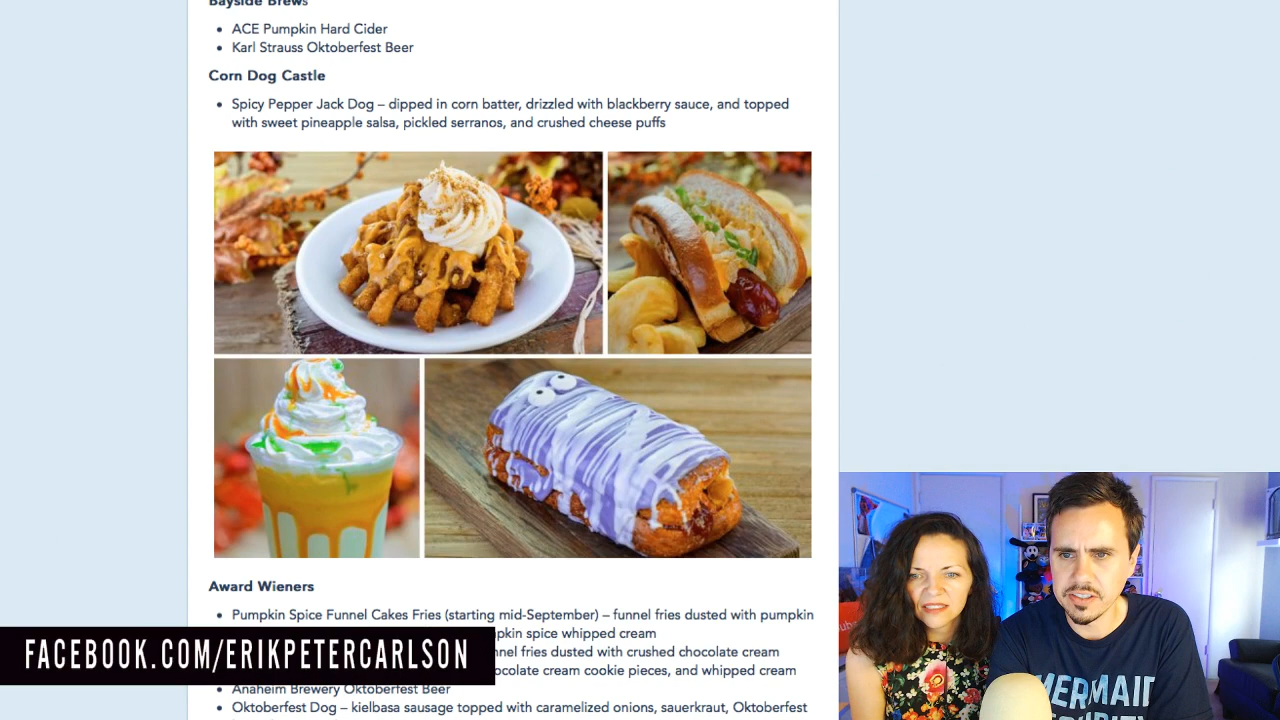 Bayside Brews
ACE Pumpkin Hard Cider
Karl Strauss Oktoberfest Beer
Corn Dog Castle
Spicy Pepper Jack Dog – dipped in corn batter, drizzled with blackberry sauce, and topped
with sweet pineapple salsa, pickled serranos, and crushed cheese puffs
Award Wieners
Pumpkin Spice Funnel Cakes Fries (starting mid-September) – funnel fries dusted with pumpkin
spice whipped cream
fries dusted with crushed chocolate cream
cream cookie pieces, and whipped cream
Anaheim Brewery Oktoberfest Beer
Oktoberfest Dog – kielbasa sausage topped with caramelized onions, sauerkraut, Oktoberfest
FACEBOOK.COM/ERIKPETERCARLSON
MERMAID
SECURITY